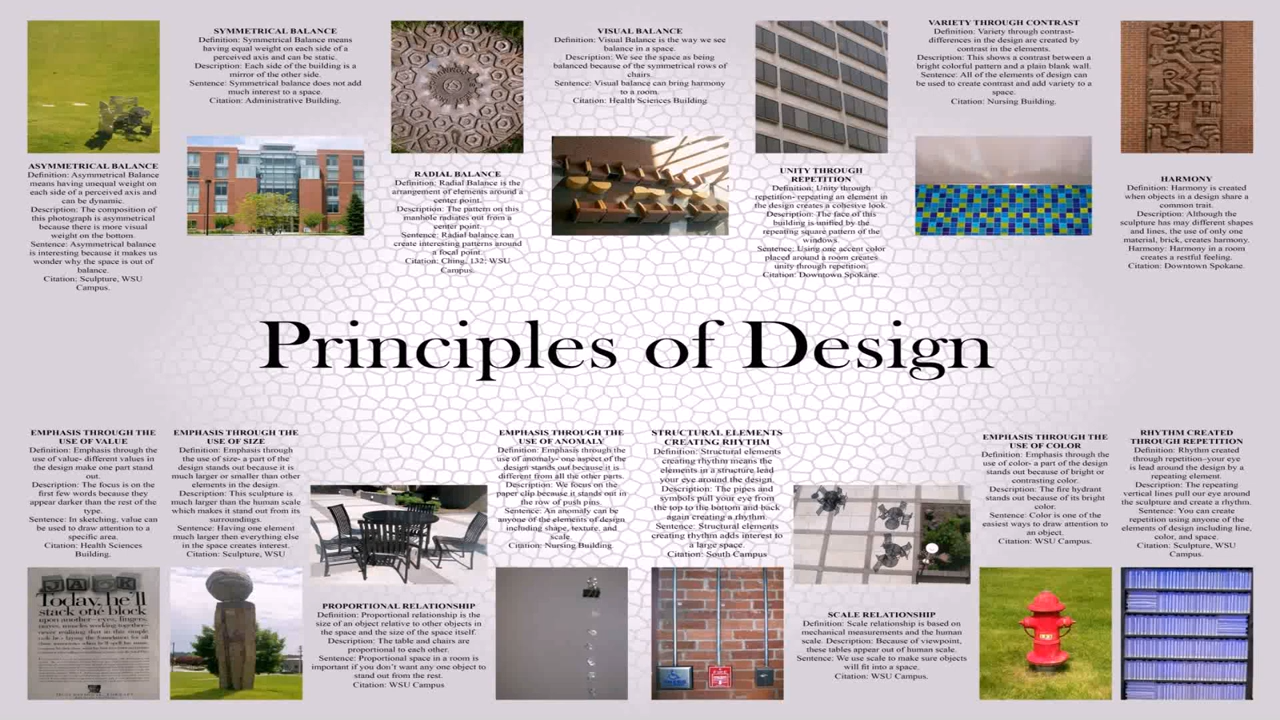 SYMMETRICAL BALANCE
Definition: Symmetrical Balance means
having equal weight on each side of a
perceived axis and can be static.
Description: Each side of the building is a
mirror of the other side.
Sentence: Symmetrical balance does not add
much interest to a space.
Citation: Administrative Building.
VISUAL BALANCE
Definition: Visual Balance is the way we see
balance in a space.
Description: We see the space as being
balanced because of the symmetrical rows of
chairs.
Sentence: Visual balance can bring harmony
to a room.
Citation: Health Sciences Building
VARIETY THROUGH CONTRAST
Definition: Variety through contrast-
differences in the design are created by
contrast in the elements.
Description: This shows a contrast between a
bright colorful pattern and a plain blank wall.
Sentence: All of the elements of design can
be used to create contrast and add variety to a
space.
Citation: Nursing Building.
ASYMMETRICAL BALANCE
Definition: Asymmetrical Balance
means having unequal weight on
each side of a perceived axis and
can be dynamic.
Description: The composition of
this photograph is asymmetrical
because there is more visual
weight on the bottom.
Sentence: Asymmetrical balance
is interesting because it makes us
wonder why the space is out of
balance.
Citation: Sculpture, WSU
Campus.
RADIAL BALANCE
Definition: Radial Balance is the
arrangement of elements around a
center point.
Description: The pattern on this
manhole radiates out from a
center point.
Sentence: Radial balance can
create interesting patterns around
a focal point.
Citation: Ching, 132; WSU
Campus.
UNITY THROUGH
REPETITION
Definition: Unity through
repetition- repeating an element in
the design creates a cohesive look.
Description: The face of this
building is unified by the
repeating square pattern of the
windows.
Sentence: Using one accent color
placed around a room creates
unity through repetition.
Citation: Downtown Spokane.
HARMONY
Definition: Harmony is created
when objects in a design share a
common trait.
Description: Although the
sculpture has may different shapes
and lines, the use of only one
material, brick, creates harmony.
Harmony: Harmony in a room
creates a restful feeling.
Citation: Downtown Spokane.
Principles of Design
EMPHASIS THROUGH THE
USE OF VALUE
Definition: Emphasis through the
use of value- different values in
the design make one part stand
out.
Description: The focus is on the
first few words because they
appear darker than the rest of the
type.
Sentence: In sketching, value can
be used to draw attention to a
specific area.
Citation: Health Sciences
Building.
EMPHASIS THROUGH THE
USE OF SIZE
Definition: Emphasis through
the use of size- a part of the
design stands out because it is
much larger or smaller than other
elements in the design.
Description: This sculpture is
much larger than the human scale
which makes it stand out from its
surroundings.
Sentence: Having one element
much larger then everything else
in the space creates interest.
Citation: Sculpture, WSU
EMPHASIS THROUGH THE
USE OF ANOMALY
Definition: Emphasis through the
use of anomaly- one aspect of the
design stands out because it is
different from all the other parts.
Description: We focus on the
paper clip because it stands out in
the row of push pins.
Sentence: An anomaly can be
anyone of the elements of design
including shape, texture, and
scale.
Citation: Nursing Building
STRUCTURAL ELEMENTS
CREATING RHYTHM
Definition: Structural elements
creating rhythm means the
elements in a structure lead
your eye around the design.
Description: The pipes and
symbols pull your eye from
the top to the bottom and back
again creating a rhythm.
Sentence: Structural elements
creating rhythm adds interest to
a large space.
Citation: South Campus
EMPHASIS THROUGH THE
USE OF COLOR
Definition: Emphasis through the
use of color- a part of the design
stands out because of bright or
contrasting color.
Description: The fire hydrant
stands out because of its bright
color.
Sentence: Color is one of the
easiest ways to draw attention to
an object.
Citation: WSU Campus.
RHYTHM CREATED
THROUGH REPETITION
Definition: Rhythm created
through repetition-your eye
is lead around the design by a
repeating element.
Description: The repeating
vertical lines pull our eye around
the sculpture and create a rhythm.
Sentence: You can create
repetition using anyone of the
elements of design including line,
color, and space.
Citation: Sculpture, WSU
Campus.
PROPORTIONAL RELATIONSHIP
Definition: Proportional relationship is the
size of an object relative to other objects in
the space and the size of the space itself.
Description: The table and chairs are
proportional to each other.
Sentence: Proportional space in a room is
important if you don't want any one object to
stand out from the rest.
Citation: WSU Campus
SCALE RELATIONSHIP
Definition: Scale relationship is based on
mechanical measurements and the human
scale. Description: Because of viewpoint,
these tables appear out of human scale.
Sentence: We use scale to make sure objects
will fit into a space.
Citation: WSU Campus.
PACK
Today, he'll
stack one block
upon another—eyes, fingers,